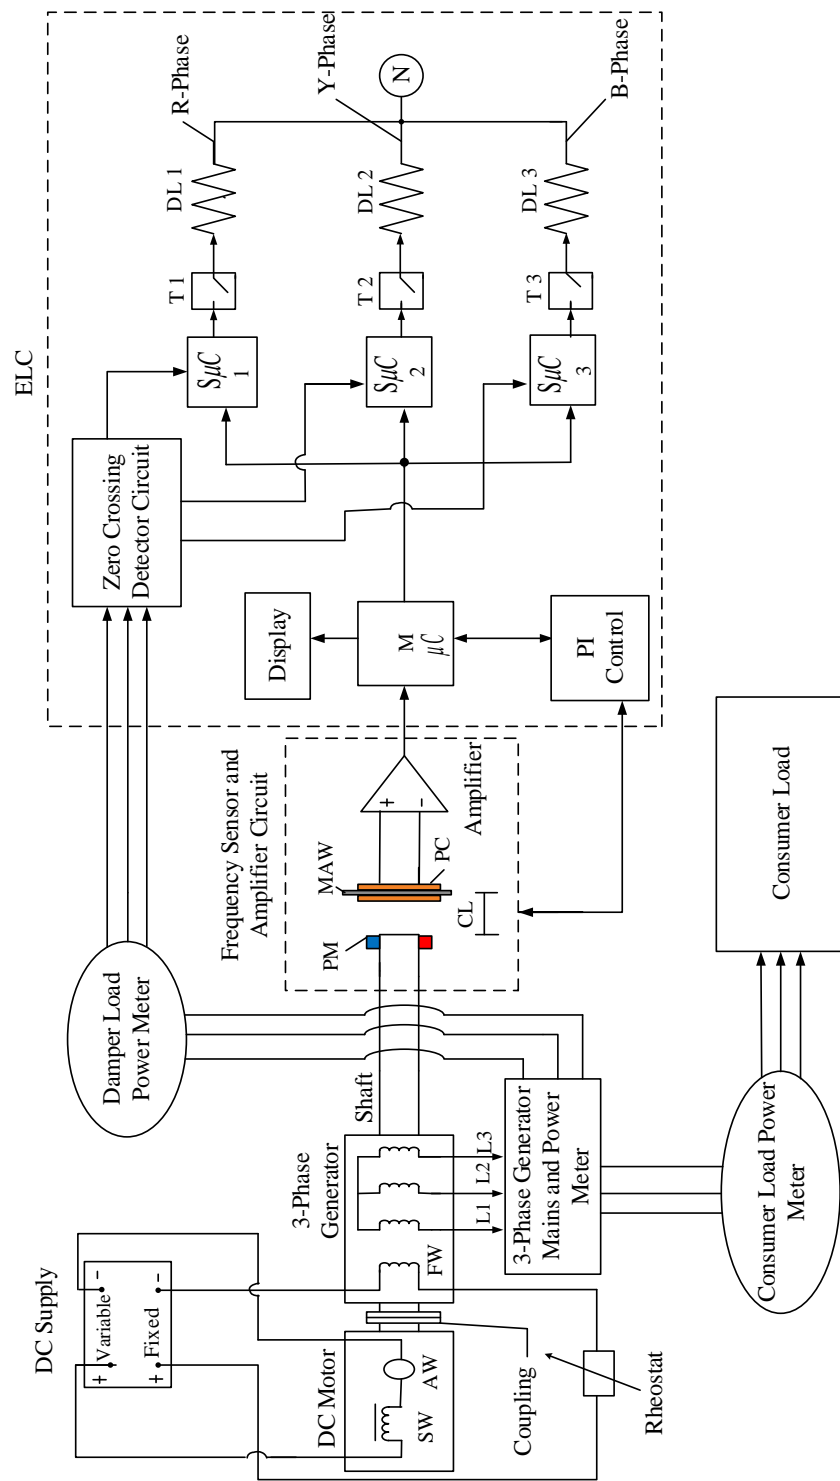 DC Supply
+
Variable
-
+
Fixed
-
DC Motor
SW
AW
Coupling
Rheostat
3-Phase
Generator
FW
L1
L2
L3
Shaft
3-Phase Generator
Mains and Power
Meter
Damper Load
Power Meter
Consumer Load Power
Meter
Consumer Load
Frequency Sensor and
Amplifier Circuit
PM
MAW
CL
PC
+
-
Amplifier
ELC
Zero Crossing
Detector Circuit
Display
M
μC
PI
Control
SμC
1
SμC
2
SμC
3
T 1
T 2
T 3
DL 1
DL 2
DL 3
R-Phase
Y-Phase
B-Phase
N